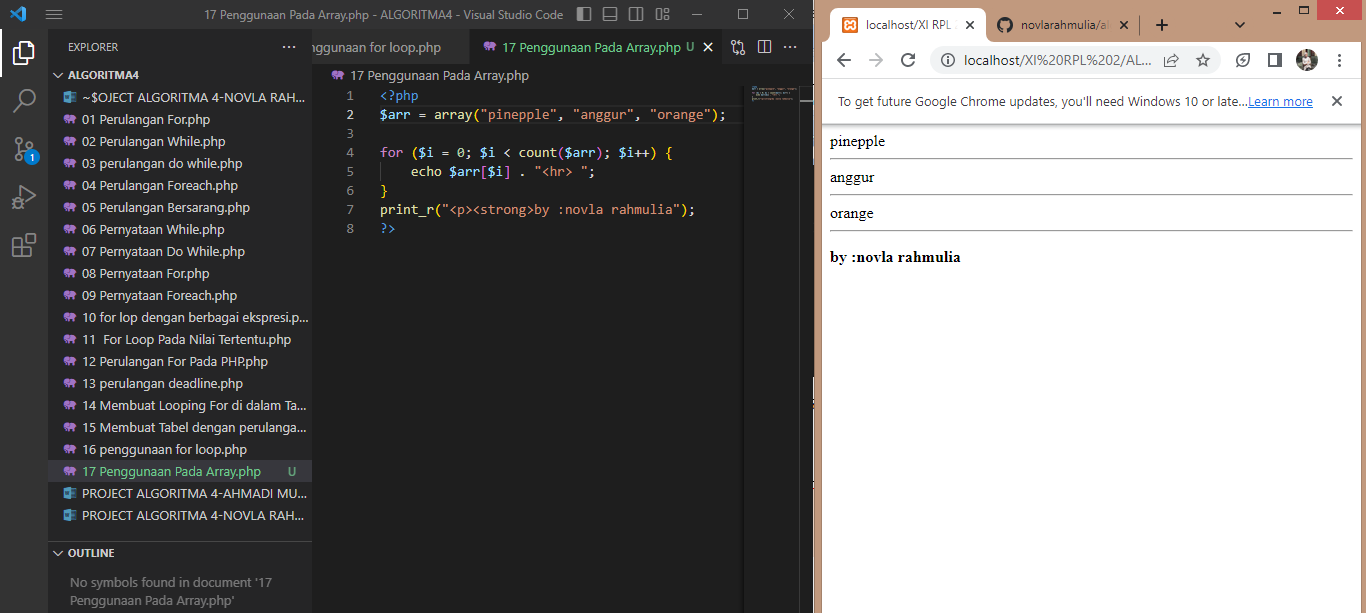 17 Penggunaan Pada Array.php - ALGORITMA4 - Visual Studio Code
EXPLORER
ALGORITMA4
~$OJECT ALGORITMA 4-NOVLA RAH...
01 Perulangan For.php
02 Perulangan While.php
03 perulangan do while.php
04 Perulangan Foreach.php
05 Perulangan Bersarang.php
06 Pernyataan While.php
07 Pernyataan Do While.php
08 Pernyataan For.php
09 Pernyataan Foreach.php
10 for lop dengan berbagai ekspresi.p...
11  For Loop Pada Nilai Tertentu.php
12 Perulangan For Pada PHP.php
13 perulangan deadline.php
14 Membuat Looping For di dalam Ta...
15 Membuat Tabel dengan perulanga...
16 penggunaan for loop.php
17 Penggunaan Pada Array.php U
PROJECT ALGORITMA 4-AHMADI MU...
PROJECT ALGORITMA 4-NOVLA RAH...
OUTLINE
No symbols found in document '17
Penggunaan Pada Array.php'
1
ggunaan for loop.php
17 Penggunaan Pada Array.php U
17 Penggunaan Pada Array.php
1 <?php
2 $arr = array("pinepple", "anggur", "orange");
3
4 for ($i = 0; $i < count($arr); $i++) {
5     echo $arr[$i] . "<hr> ";
6 }
7 print_r("<p><strong>by :novla rahmulia");
8 ?>
localhost/XI RPL
novlarahmulia/al
localhost/XI%20RPL%202/AL...
To get future Google Chrome updates, you'll need Windows 10 or late...Learn more
pinepple
anggur
orange
by :novla rahmulia